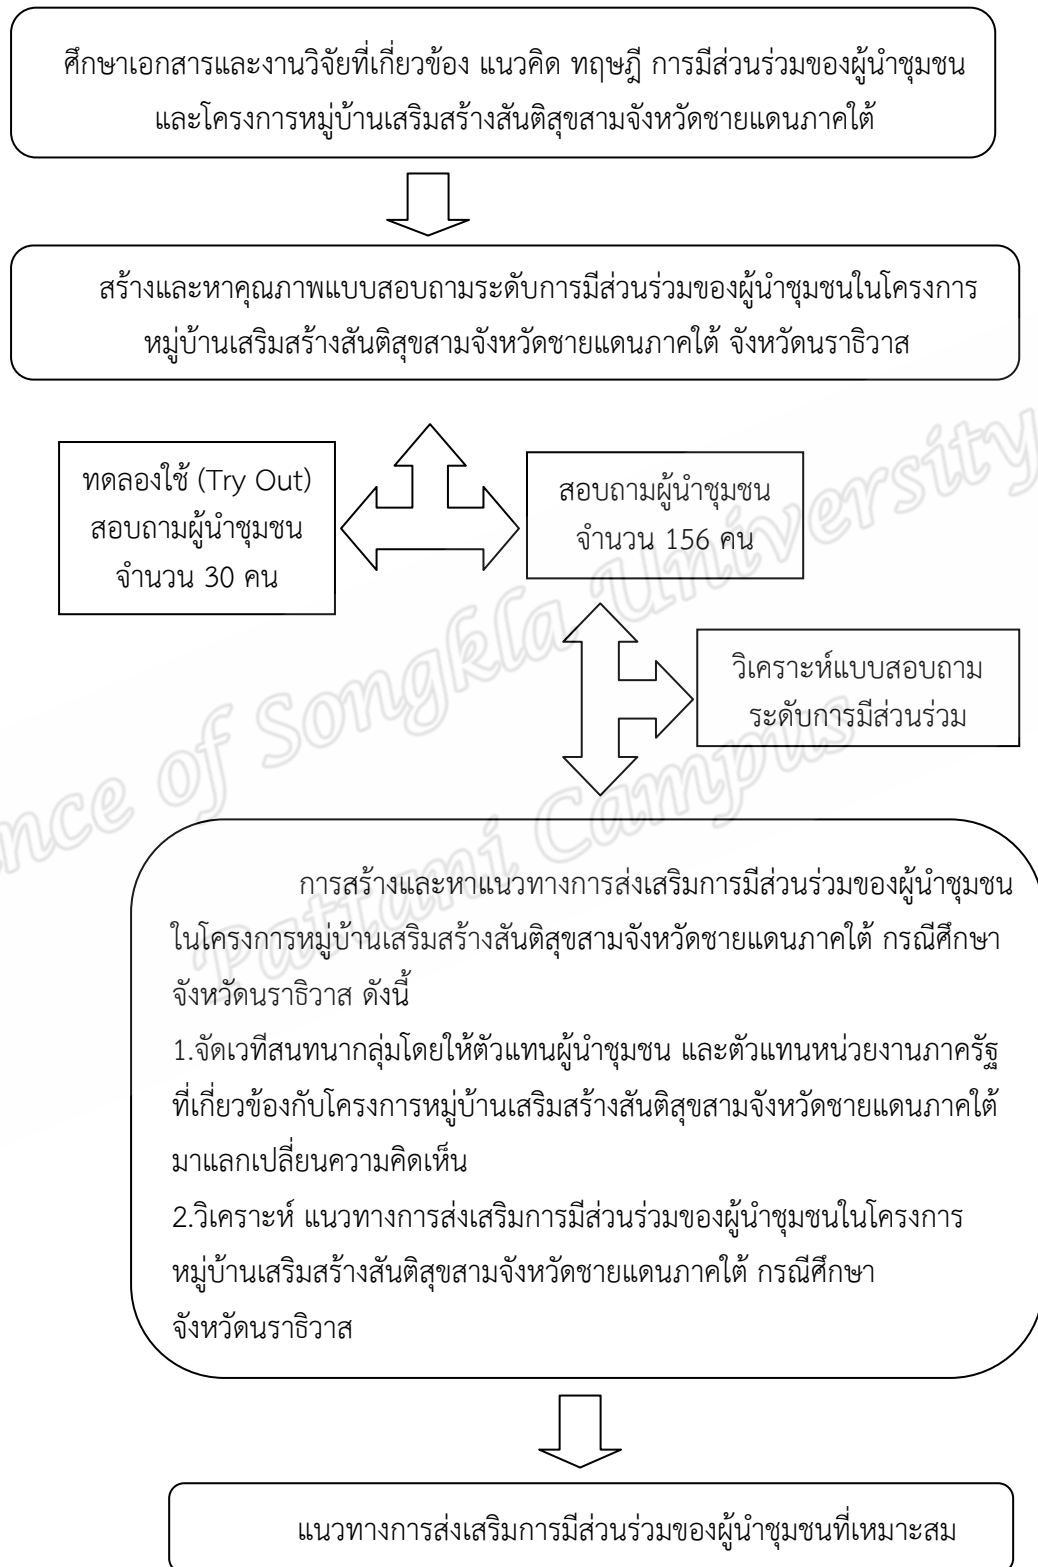 ศึกษาเอกสารและงานวิจัยที่เกี่ยวข้อง แนวคิด ทฤษฎี การมีส่วนร่วมของผู้นำชุมชน
และโครงการหมู่บ้านเสริมสร้างสันติสุขสามจังหวัดชายแดนภาคใต้
สร้างและหาคุณภาพแบบสอบถามระดับการมีส่วนร่วมของผู้นำชุมชนในโครงการ
หมู่บ้านเสริมสร้างสันติสุขสามจังหวัดชายแดนภาคใต้ จังหวัดนราธิวาส
ทดลองใช้ (Try Out)
สอบถามผู้นำชุมชน
จำนวน 30 คน
สอบถามผู้นำชุมชน
จำนวน 156 คน
วิเคราะห์แบบสอบถาม
ระดับการมีส่วนร่วม
การสร้างและหาแนวทางการส่งเสริมการมีส่วนร่วมของผู้นำชุมชน
ในโครงการหมู่บ้านเสริมสร้างสันติสุขสามจังหวัดชายแดนภาคใต้ กรณีศึกษา
จังหวัดนราธิวาส ดังนี้
1.จัดเวทีสนทนากลุ่มโดยให้ตัวแทนผู้นำชุมชน และตัวแทนหน่วยงานภาครัฐ
ที่เกี่ยวข้องกับโครงการหมู่บ้านเสริมสร้างสันติสุขสามจังหวัดชายแดนภาคใต้
มาแลกเปลี่ยนความคิดเห็น
2.วิเคราะห์ แนวทางการส่งเสริมการมีส่วนร่วมของผู้นำชุมชนในโครงการ
หมู่บ้านเสริมสร้างสันติสุขสามจังหวัดชายแดนภาคใต้ กรณีศึกษา
จังหวัดนราธิวาส
แนวทางการส่งเสริมการมีส่วนร่วมของผู้นำชุมชนที่เหมาะสม
nce of Songkla University
Pattani Campus